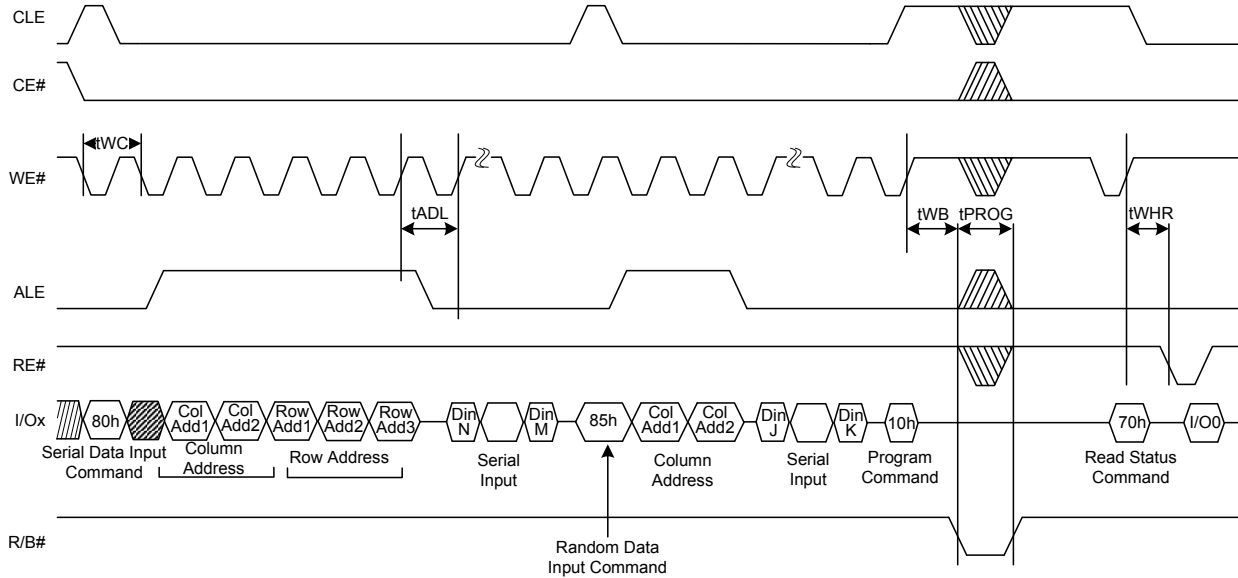 CLE
CE#
tWC
WE#
tADL
tWB
tPROG
tWHR
ALE
RE#
I/Ox
80h
Col
Add1
Col
Add2
Row
Add1
Row
Add2
Row
Add3
Din
N
Din
M
85h
Col
Add1
Col
Add2
Din
J
Din
K
10h
70h
I/O0
Serial Data Input
Command
Column
Address
Row Address
Serial
Input
Column
Address
Serial
Input
Program
Command
Read Status
Command
R/B#
Random Data
Input Command